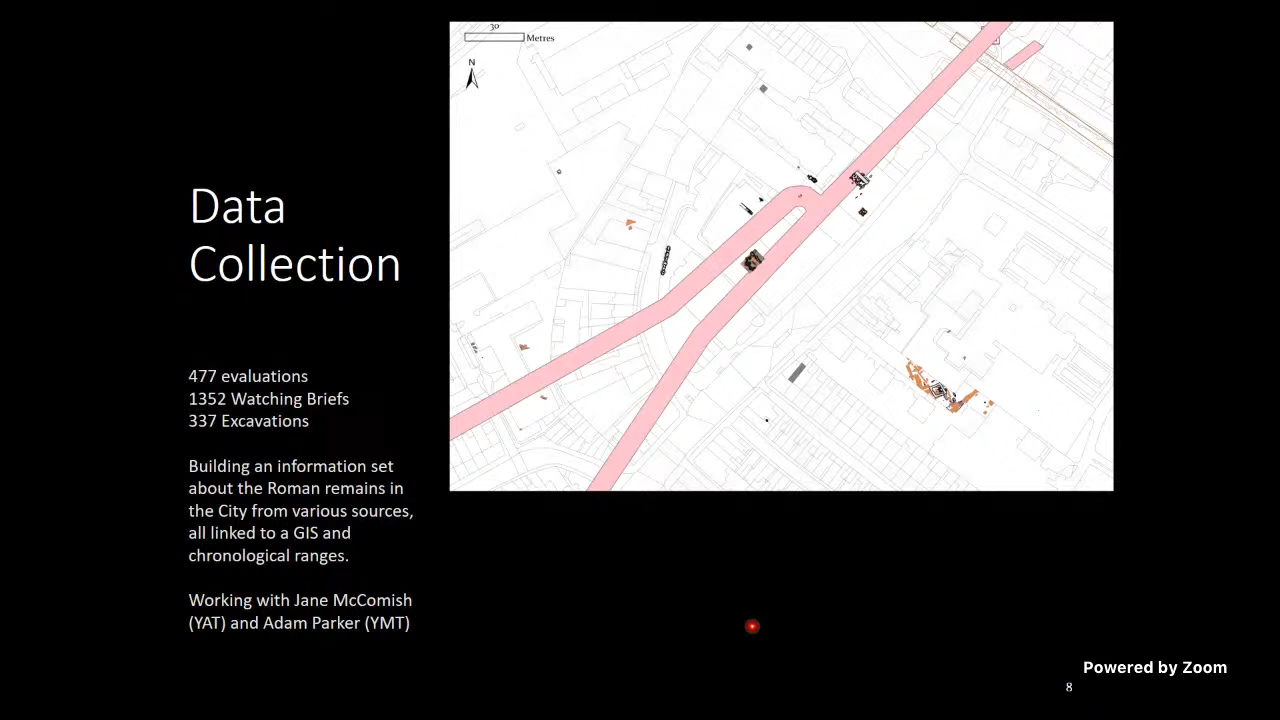 30
Metres
N
Data
Collection
477 evaluations
1352 Watching Briefs
337 Excavations
Building an information set
about the Roman remains in
the City from various sources,
all linked to a GIS and
chronological ranges.
Working with Jane McComish
(YAT) and Adam Parker (YMT)
Powered by Zoom
8